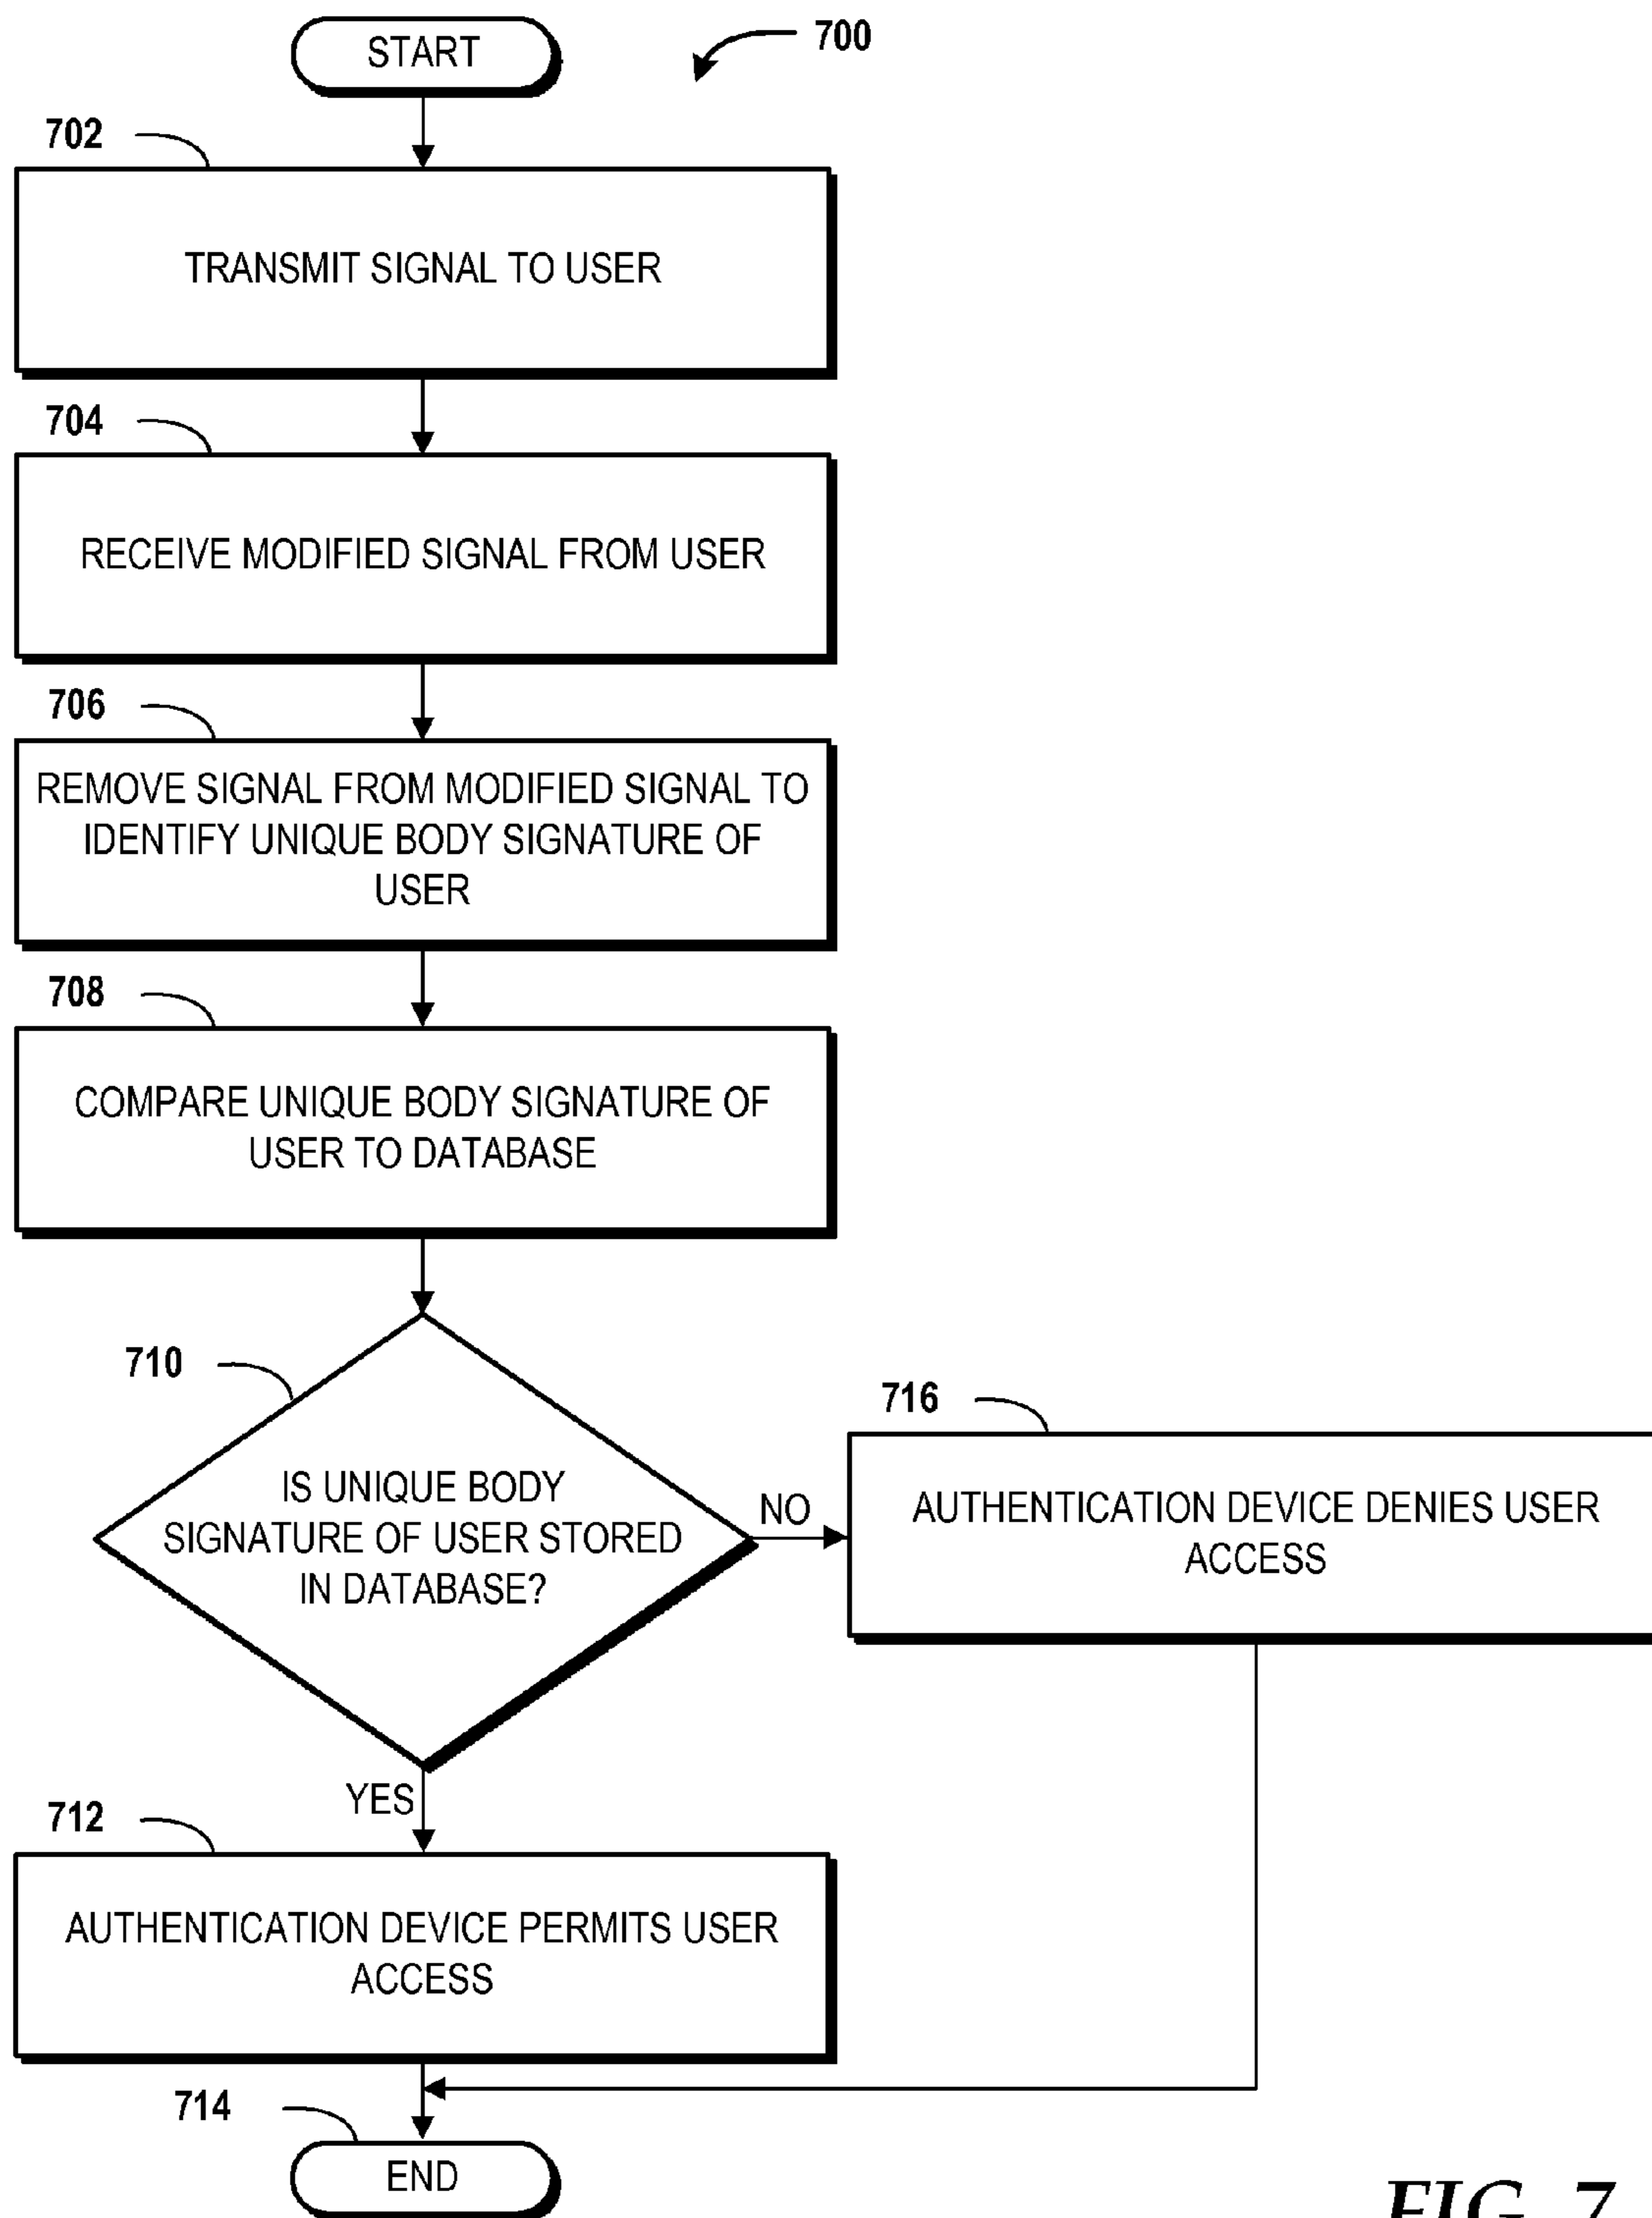 START
700
702
TRANSMIT SIGNAL TO USER
704
RECEIVE MODIFIED SIGNAL FROM USER
706
REMOVE SIGNAL FROM MODIFIED SIGNAL TO
IDENTIFY UNIQUE BODY SIGNATURE OF
USER
708
COMPARE UNIQUE BODY SIGNATURE OF
USER TO DATABASE
710
IS UNIQUE BODY
SIGNATURE OF USER STORED
IN DATABASE?
NO
716
AUTHENTICATION DEVICE DENIES USER
ACCESS
YES
712
AUTHENTICATION DEVICE PERMITS USER
ACCESS
714
END
FIG. 7